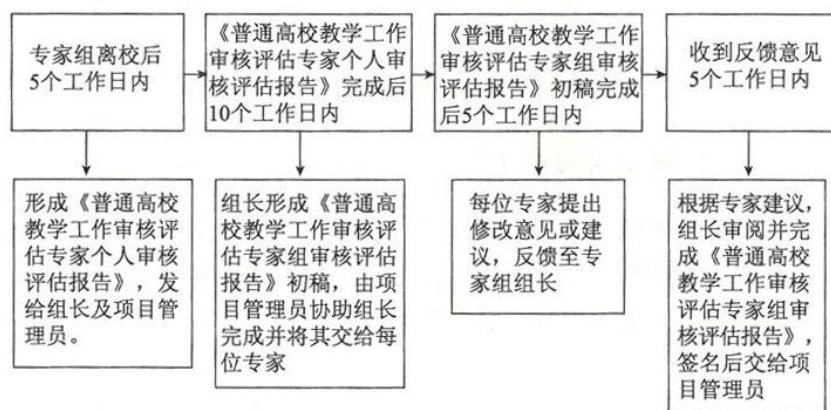 专家组离校后
5个工作日内
《普通高校教学工作
审核评估专家个人审
核评估报告》完成后
10个工作日内
《普通高校教学工作
审核评估专家组审核
评估报告》初稿完成
后5个工作日内
收到反馈意见
5个工作日内
形成《普通高校
教学工作审核评
估专家个人审核
评估报告》，发
给组长及项目管
理员。
组长形成《普通高
校教学工作审核评
估专家组审核评估
报告》初稿，由项
目管理员协助组长
完成并将其交给每
位专家
每位专家提出
修改意见或建
议，反馈至专
家组组长
根据专家建议，
组长审阅并完
成《普通高校
教学工作审核
评估专家组审
核评估报告》，
签名后交给项
目管理员